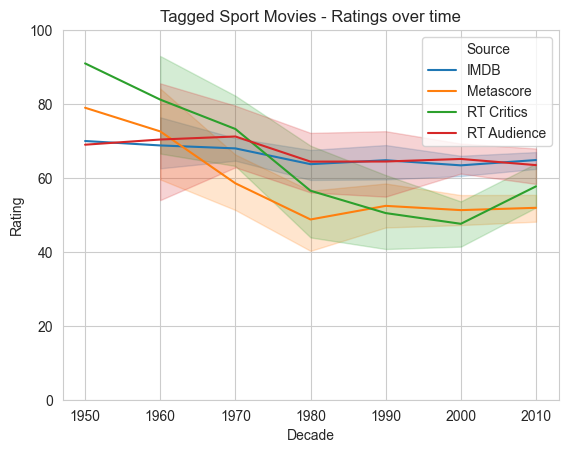 Tagged Sport Movies - Ratings over time
Source
IMDB
Metascore
RT Critics
RT Audience
Rating
100
80
60
40
20
0
1950 1960 1970 1980 1990 2000 2010
Decade